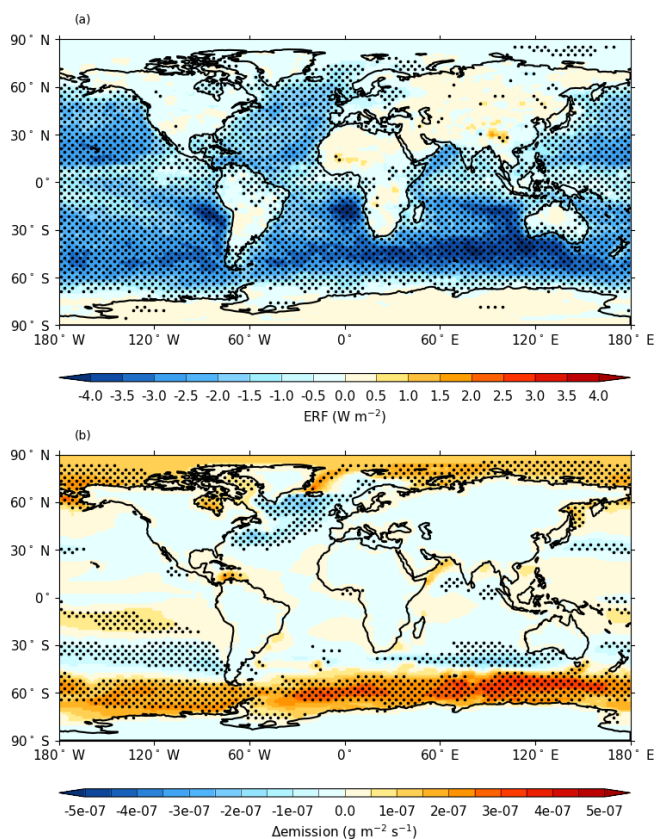 (a)
90° N
60° N
30° N
0°
30° S
60° S
90° S
180° W 120° W 60° W 0° 60° E 120° E 180° E
-4.0 -3.5 -3.0 -2.5 -2.0 -1.5 -1.0 -0.5 0.0 0.5 1.0 1.5 2.0 2.5 3.0 3.5 4.0
ERF (W m⁻²)
(b)
90° N
60° N
30° N
0°
30° S
60° S
90° S
180° W 120° W 60° W 0° 60° E 120° E 180° E
-5e-07 -4e-07 -3e-07 -2e-07 -1e-07 0.0 1e-07 2e-07 3e-07 4e-07 5e-07
Δemission (g m⁻² s⁻¹)